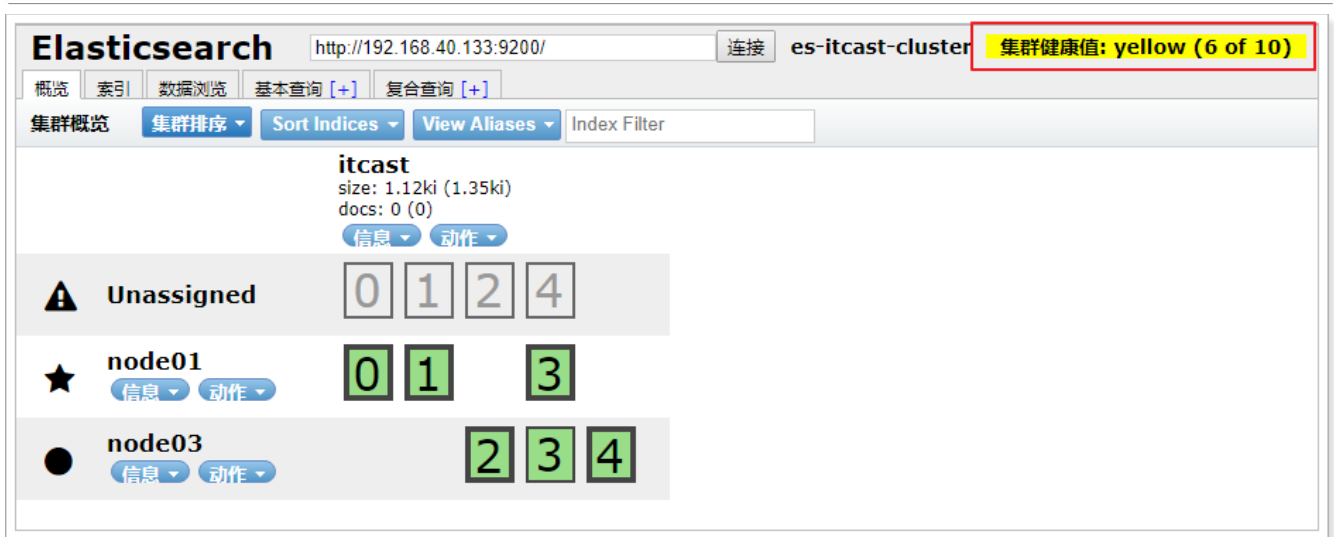 Elasticsearch http://192.168.40.133:9200/ 连接 es-itcast-cluster 集群健康值: yellow (6 of 10)
概览 索引 数据浏览 基本查询 [+] 复合查询 [+]
集群概览 集群排序 Sort Indices View Aliases Index Filter
itcast
size: 1.12ki (1.35ki)
docs: 0 (0)
信息 动作
Unassigned 0 1 2 4
node01 0 1 3
信息 动作
node03 2 3 4
信息 动作